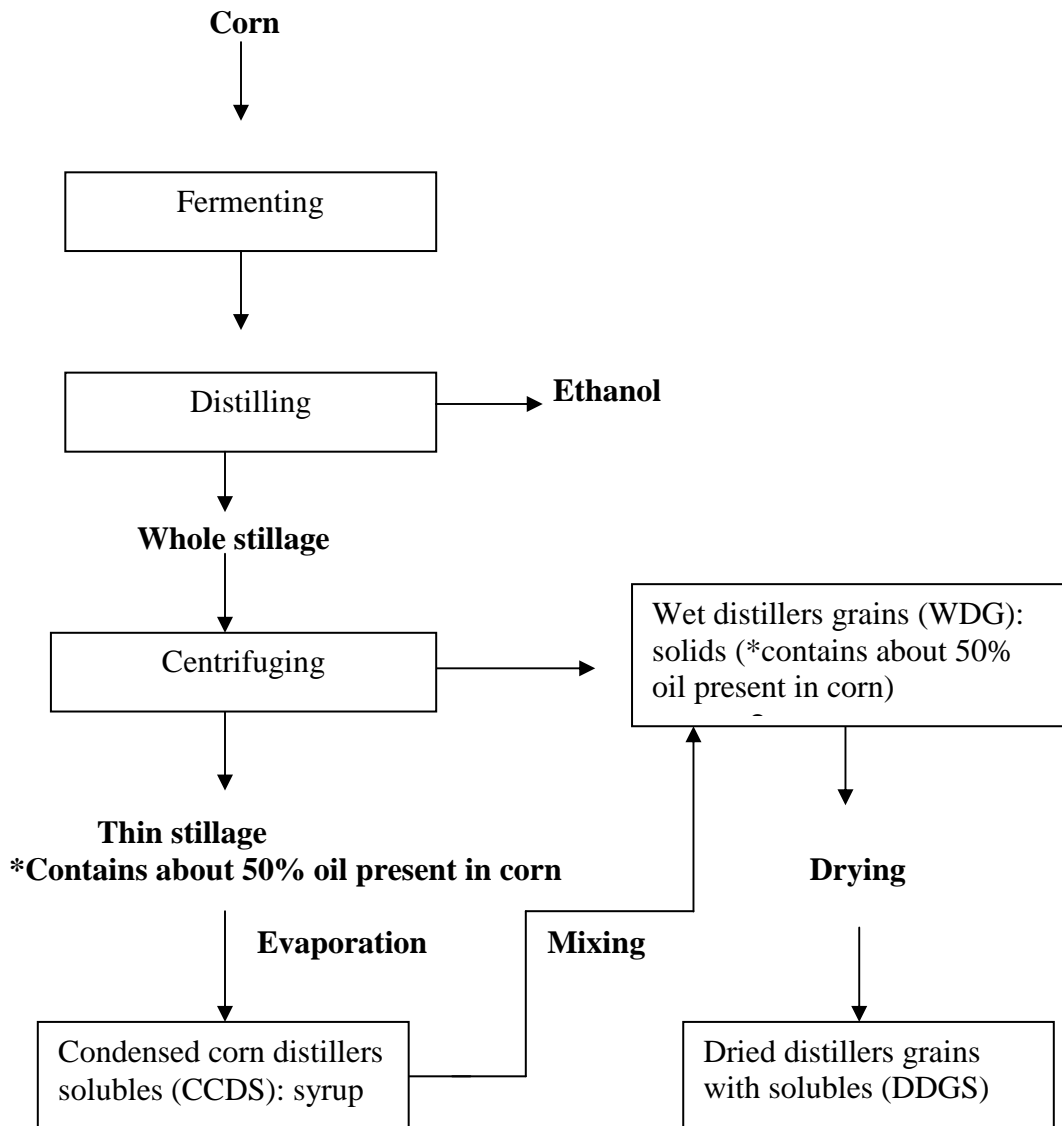 Corn
Fermenting
Distilling
Ethanol
Whole stillage
Centrifuging
Wet distillers grains (WDG):
solids (*contains about 50%
oil present in corn)
Thin stillage
*Contains about 50% oil present in corn
Drying
Evaporation
Mixing
Condensed corn distillers
solubles (CCDS): syrup
Dried distillers grains
with solubles (DDGS)